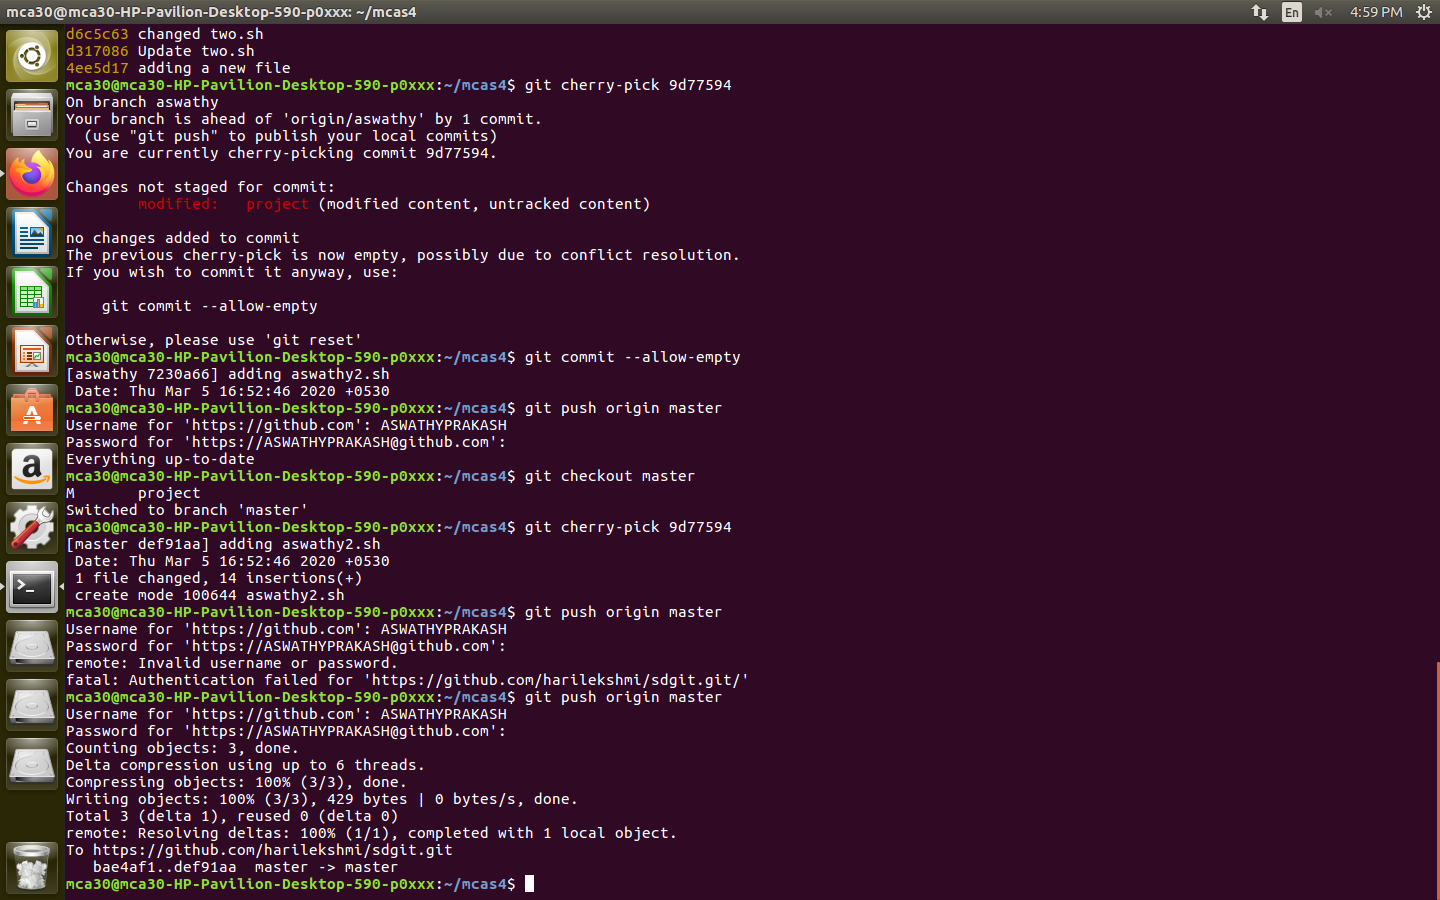 mca30@mca30-HP-Pavilion-Desktop-590-p0xxx: ~/mcas4
En
4:59 PM
d6c5c63 changed two.sh
d317086 Update two.sh
4ee5d17 adding a new file
mca30@mca30-HP-Pavilion-Desktop-590-p0xxx:~/mcas4$ git cherry-pick 9d77594
On branch aswathy
Your branch is ahead of 'origin/aswathy' by 1 commit.
  (use "git push" to publish your local commits)
You are currently cherry-picking commit 9d77594.
Changes not staged for commit:
        modified:   project (modified content, untracked content)
no changes added to commit
The previous cherry-pick is now empty, possibly due to conflict resolution.
If you wish to commit it anyway, use:
    git commit --allow-empty
Otherwise, please use 'git reset'
mca30@mca30-HP-Pavilion-Desktop-590-p0xxx:~/mcas4$ git commit --allow-empty
[aswathy 7230a66] adding aswathy2.sh
 Date: Thu Mar 5 16:52:46 2020 +0530
mca30@mca30-HP-Pavilion-Desktop-590-p0xxx:~/mcas4$ git push origin master
Username for 'https://github.com': ASWATHYPRAKASH
Password for 'https://ASWATHYPRAKASH@github.com':
Everything up-to-date
mca30@mca30-HP-Pavilion-Desktop-590-p0xxx:~/mcas4$ git checkout master
M       project
Switched to branch 'master'
mca30@mca30-HP-Pavilion-Desktop-590-p0xxx:~/mcas4$ git cherry-pick 9d77594
[master def91aa] adding aswathy2.sh
 Date: Thu Mar 5 16:52:46 2020 +0530
 1 file changed, 14 insertions(+)
 create mode 100644 aswathy2.sh
mca30@mca30-HP-Pavilion-Desktop-590-p0xxx:~/mcas4$ git push origin master
Username for 'https://github.com': ASWATHYPRAKASH
Password for 'https://ASWATHYPRAKASH@github.com':
remote: Invalid username or password.
fatal: Authentication failed for 'https://github.com/harilekshmi/sdgit.git/'
mca30@mca30-HP-Pavilion-Desktop-590-p0xxx:~/mcas4$ git push origin master
Username for 'https://github.com': ASWATHYPRAKASH
Password for 'https://ASWATHYPRAKASH@github.com':
Counting objects: 3, done.
Delta compression using up to 6 threads.
Compressing objects: 100% (3/3), done.
Writing objects: 100% (3/3), 429 bytes | 0 bytes/s, done.
Total 3 (delta 1), reused 0 (delta 0)
remote: Resolving deltas: 100% (1/1), completed with 1 local object.
To https://github.com/harilekshmi/sdgit.git
   bae4af1..def91aa  master -> master
mca30@mca30-HP-Pavilion-Desktop-590-p0xxx:~/mcas4$